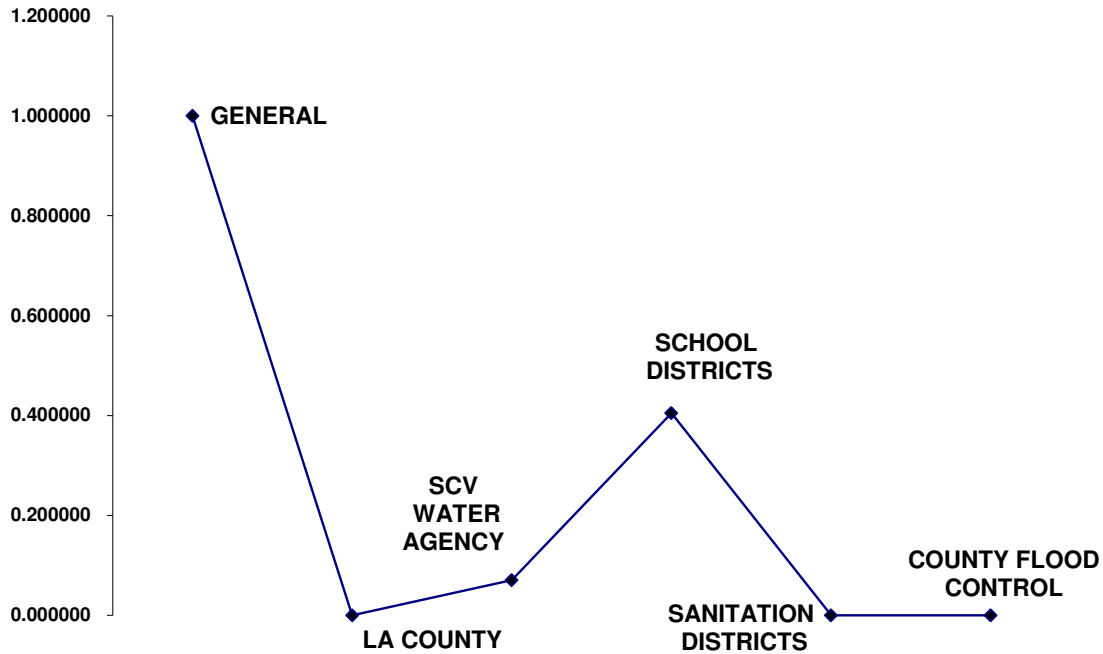 1.200000
1.000000
GENERAL
0.800000
0.600000
SCHOOL
DISTRICTS
0.400000
SCV
WATER
AGENCY
0.200000
COUNTY FLOOD
CONTROL
0.000000
LA COUNTY
SANITATION
DISTRICTS